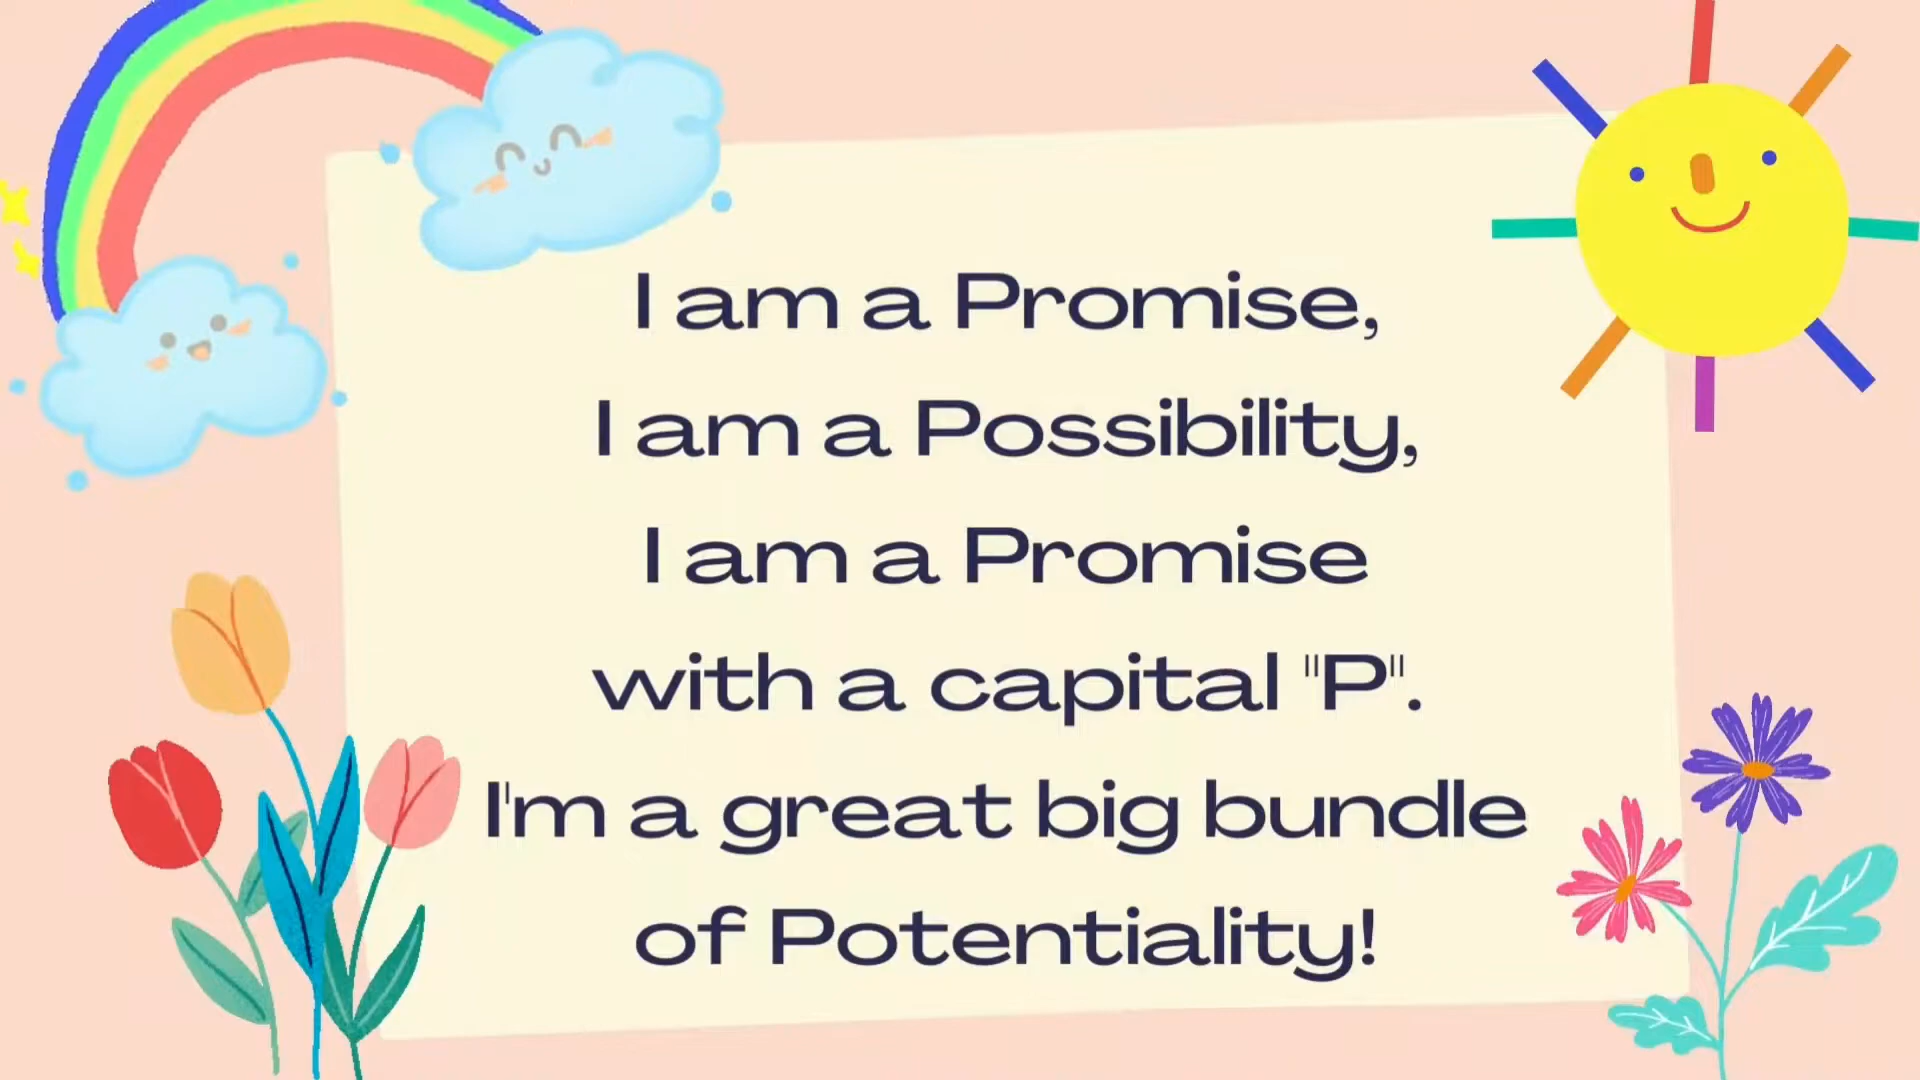 I am a Promise,
I am a Possibility,
I am a Promise
with a capital "P".
I'm a great big bundle
of Potentiality!